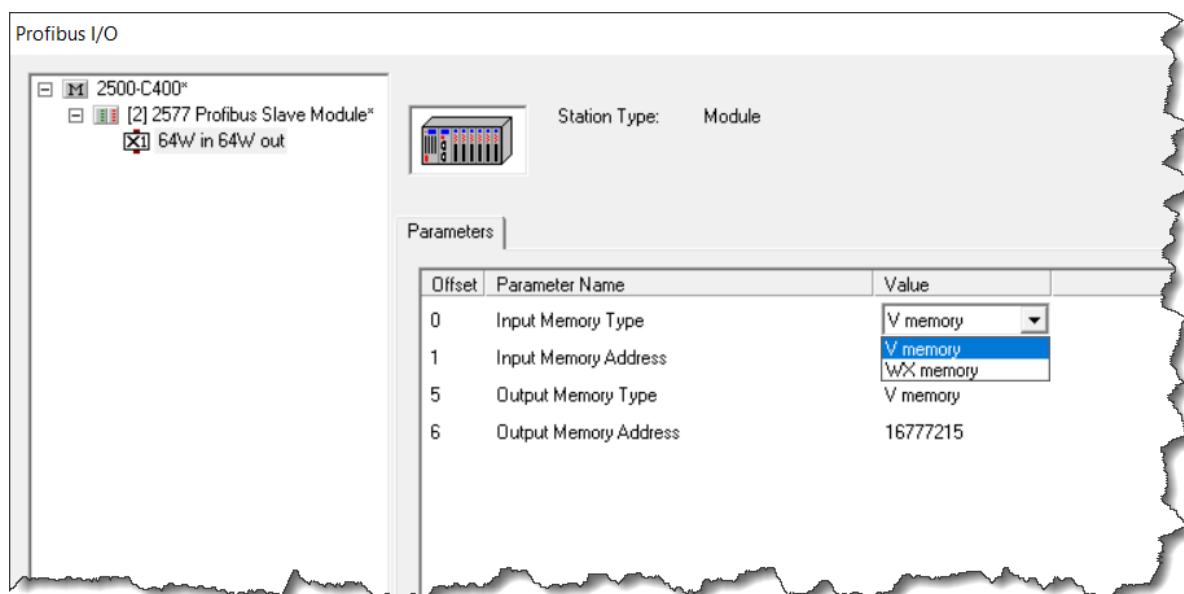 Profibus I/O
M 2500-C400*
[2] 2577 Profibus Slave Module*
X1 64W in 64W out
Station Type: Module
Parameters
Offset Parameter Name Value
0 Input Memory Type V memory
V memory
1 Input Memory Address
WX memory
5 Output Memory Type V memory
6 Output Memory Address 16777215